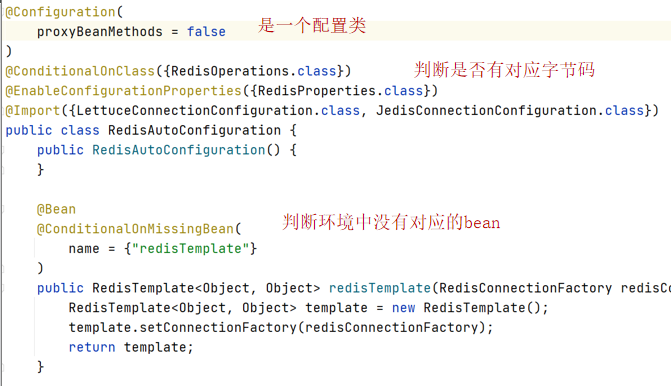 @Configuration(
    proxyBeanMethods = false 是一个配置类
)
@ConditionalOnClass({RedisOperations.class}) 判断是否有对应字节码
@EnableConfigurationProperties({RedisProperties.class})
@Import({LettuceConnectionConfiguration.class, JedisConnectionConfiguration.class})
public class RedisAutoConfiguration {
    public RedisAutoConfiguration() {
    }
    @Bean
    @ConditionalOnMissingBean( 判断环境中没有对应的bean
        name = {"redisTemplate"}
    )
    public RedisTemplate<Object, Object> redisTemplate(RedisConnectionFactory redisCo
        RedisTemplate<Object, Object> template = new RedisTemplate();
        template.setConnectionFactory(redisConnectionFactory);
        return template;
    }